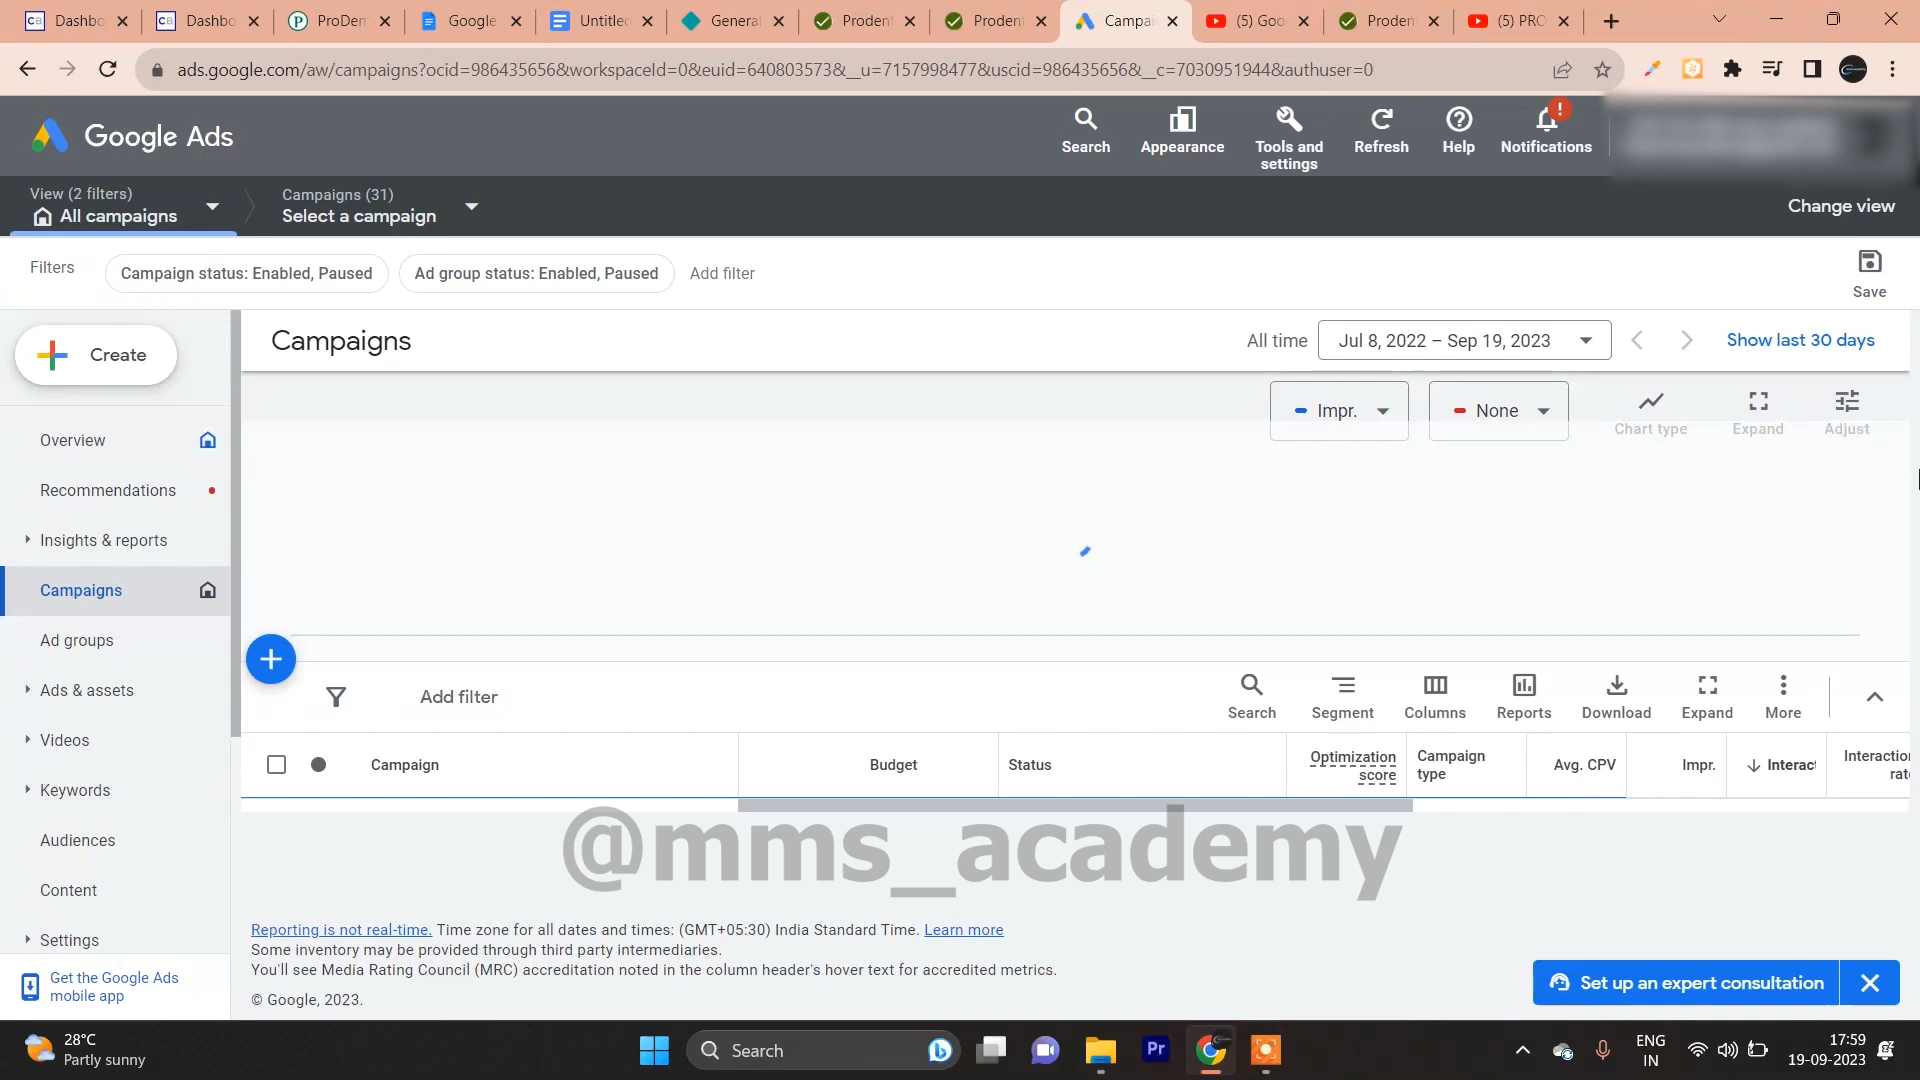 Dashbo
Dashbo
ProDen
Google
Untitled
General
Prodent
Prodent
Campai
(5) Goo
Prodent
(5) PRO
ads.google.com/aw/campaigns?ocid=986435656&workspaceId=0&euid=640803573&__u=7157998477&uscid=986435656&__c=7030951944&authuser=0
Google Ads
Search
Appearance
Tools and
settings
Refresh
Help
Notifications
View (2 filters)
All campaigns
Campaigns (31)
Select a campaign
Change view
Filters
Campaign status: Enabled, Paused
Ad group status: Enabled, Paused
Add filter
Save
Create
Campaigns
All time
Jul 8, 2022 – Sep 19, 2023
Show last 30 days
Impr.
None
Chart type
Expand
Adjust
Overview
Recommendations
Insights & reports
Campaigns
Ad groups
Ads & assets
Videos
Keywords
Audiences
Content
Settings
Get the Google Ads
mobile app
Add filter
Search
Segment
Columns
Reports
Download
Expand
More
Campaign
Budget
Status
Optimization
score
Campaign
type
Avg. CPV
Impr.
Interact
Interaction
rate
@mms_academy
Reporting is not real-time. Time zone for all dates and times: (GMT+05:30) India Standard Time. Learn more
Some inventory may be provided through third party intermediaries.
You'll see Media Rating Council (MRC) accreditation noted in the column header's hover text for accredited metrics.
© Google, 2023.
Set up an expert consultation
28°C
Partly sunny
Search
Pr
ENG
IN
17:59
19-09-2023